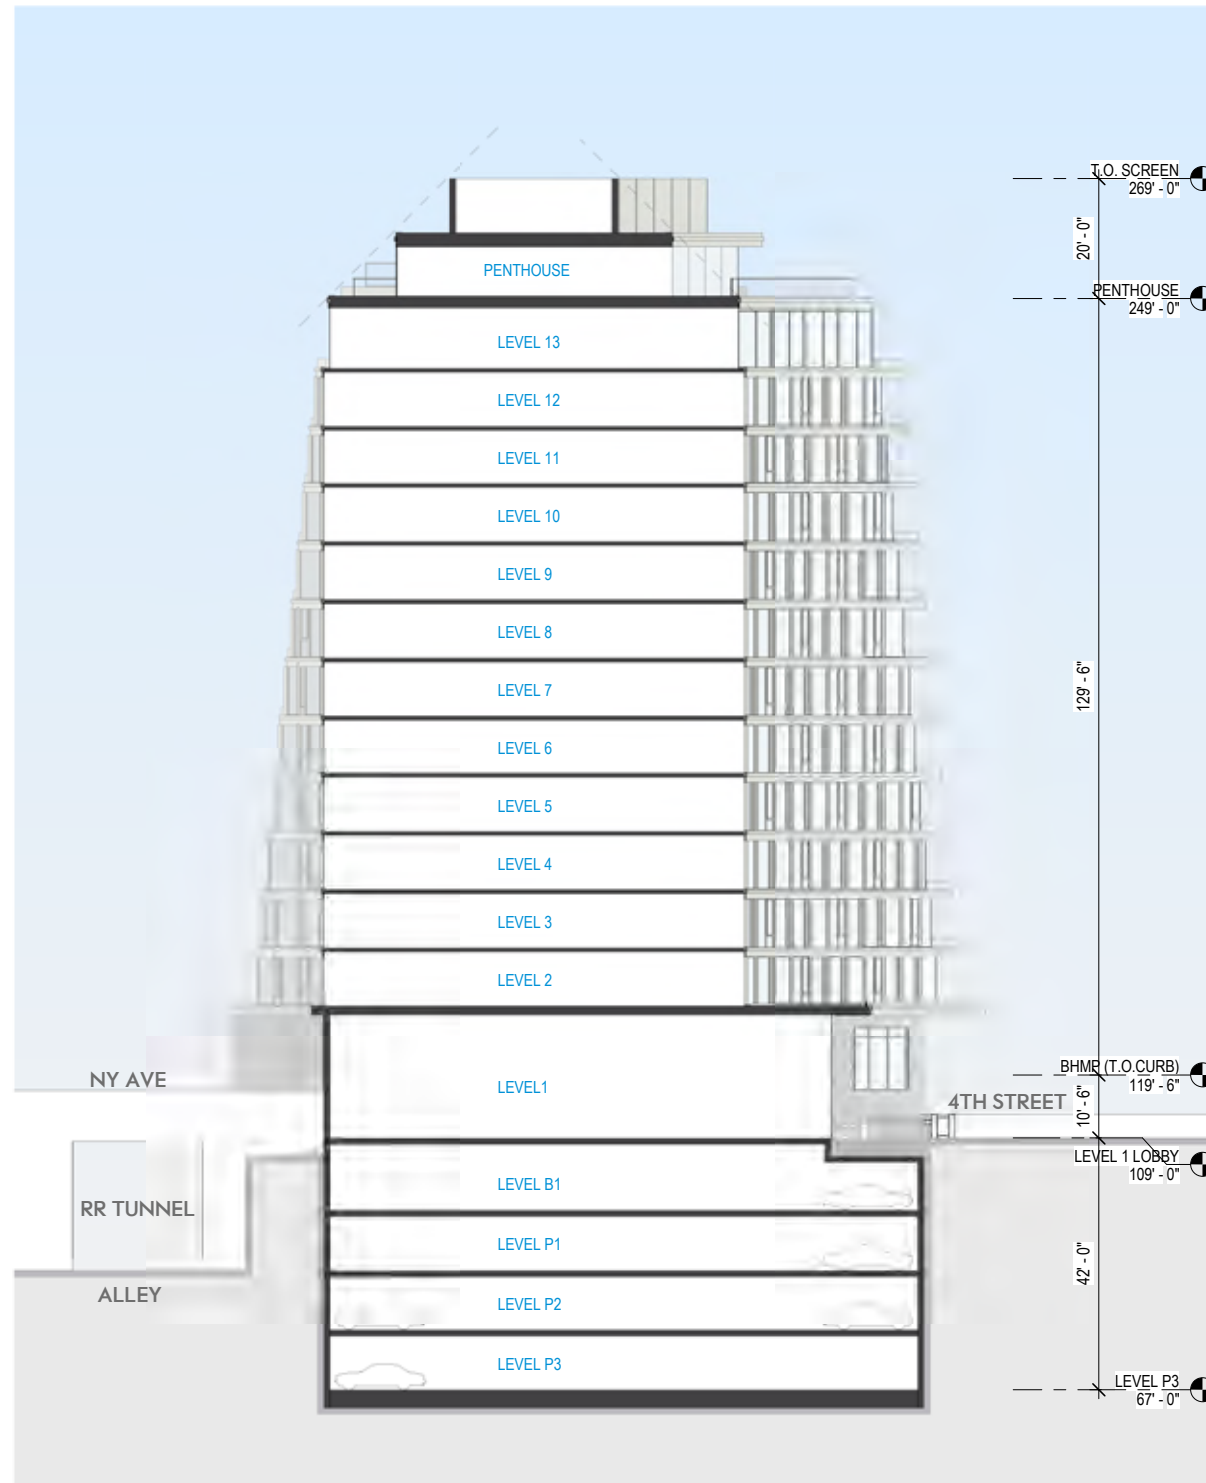 T.O. SCREEN
269' - 0"
20' - 0"
PENTHOUSE
PENTHOUSE
249' - 0"
LEVEL 13
LEVEL 12
LEVEL 11
LEVEL 10
LEVEL 9
LEVEL 8
LEVEL 7
129' - 6"
LEVEL 6
LEVEL 5
LEVEL 4
LEVEL 3
LEVEL 2
BHMP (T.O.CURB)
119' - 6"
NY AVE
LEVEL1
4TH STREET
10' - 6"
LEVEL 1 LOBBY
109' - 0"
LEVEL B1
RR TUNNEL
LEVEL P1
42' - 0"
ALLEY
LEVEL P2
LEVEL P3
LEVEL P3
67' - 0"